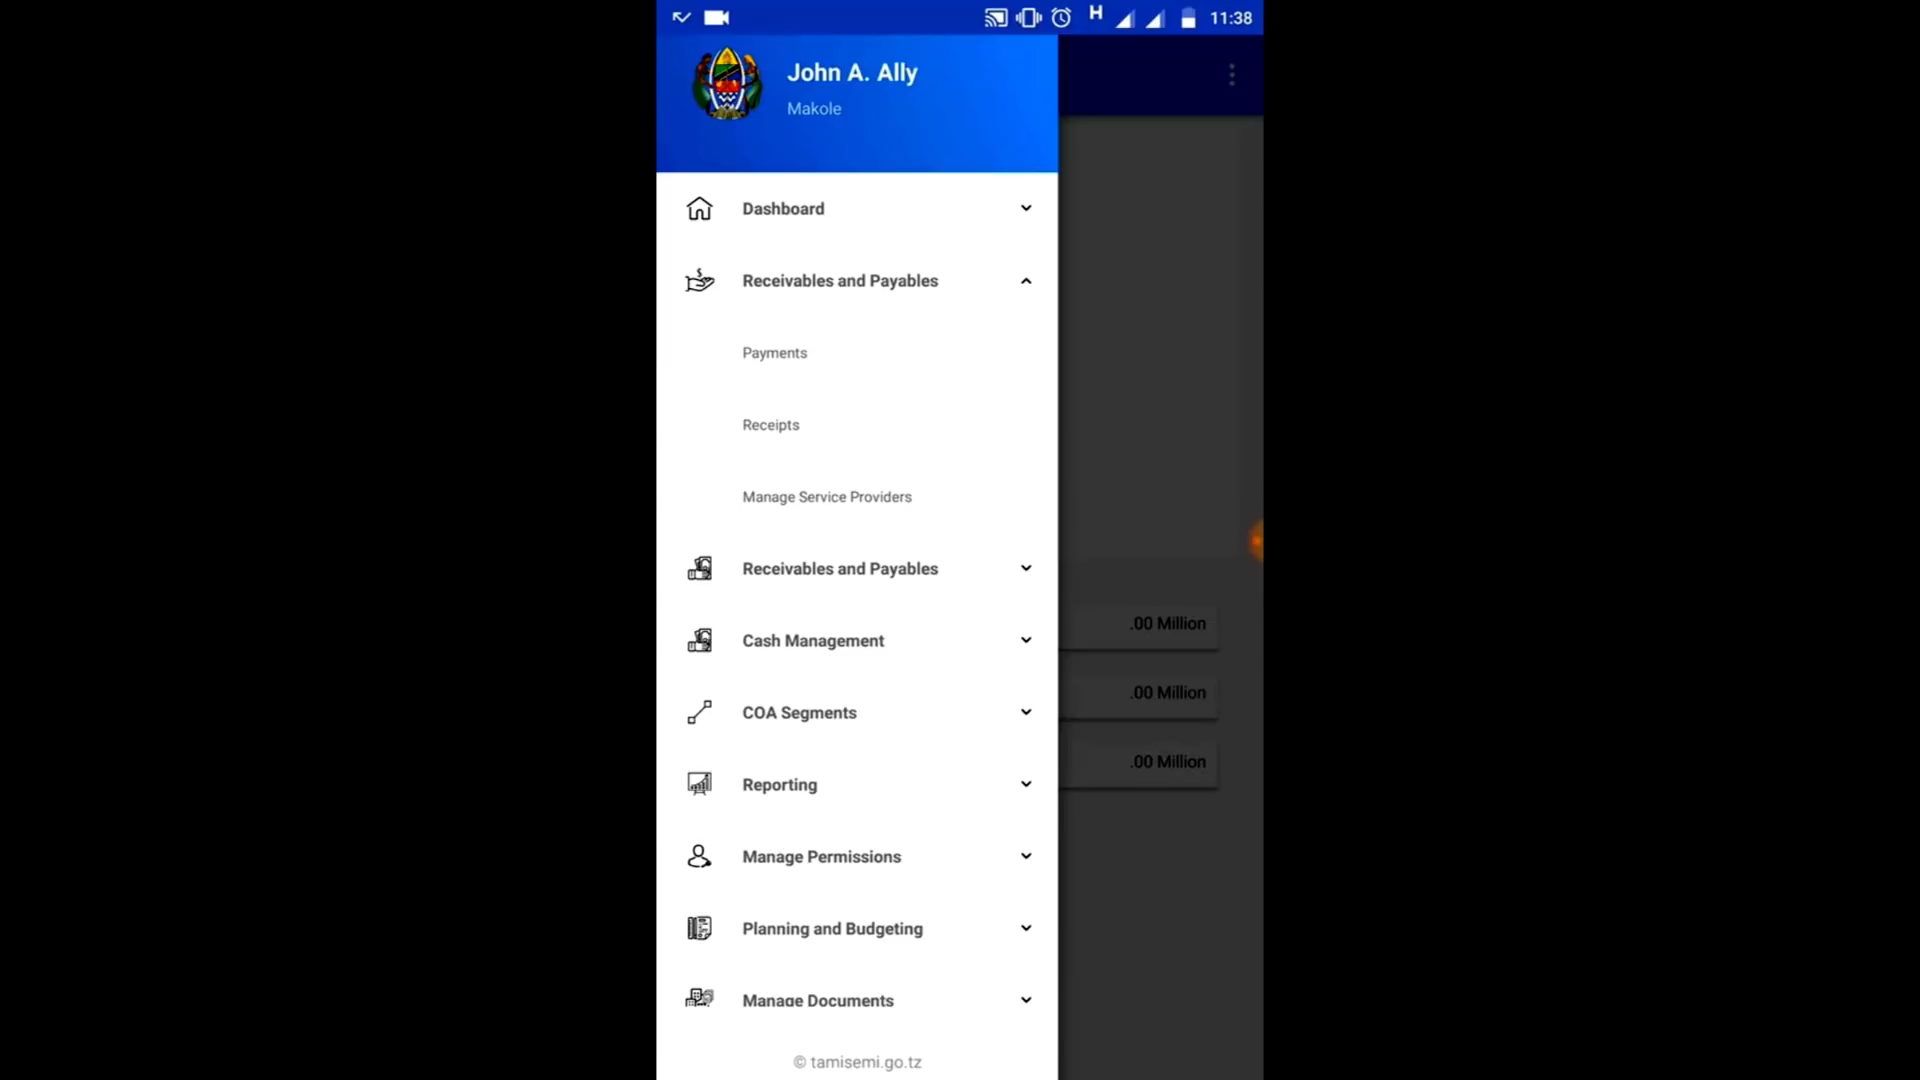 H 11:38
John A. Ally
Makole
Dashboard
Receivables and Payables
Payments
Receipts
Manage Service Providers
Receivables and Payables
Cash Management
.00 Million
.00 Million
COA Segments
.00 Million
Reporting
Manage Permissions
Planning and Budgeting
Manage Documents
© tamisemi.go.tz